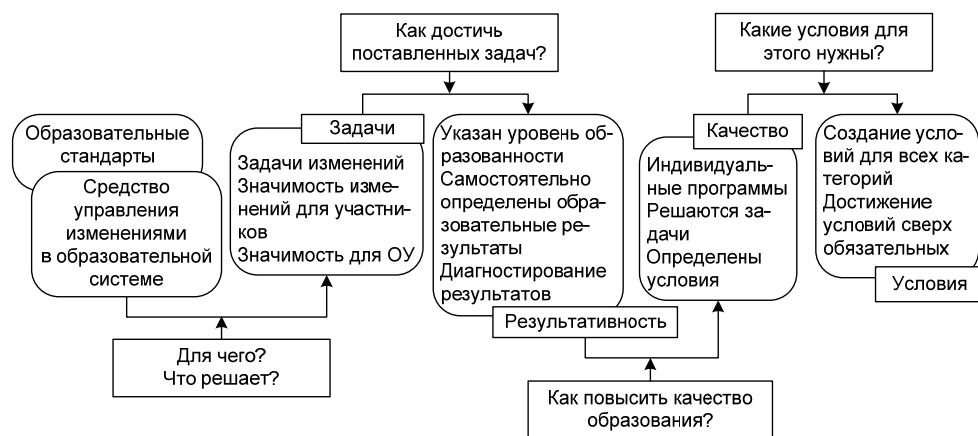 Как достичь
поставленных задач?
Какие условия для
этого нужны?
Образовательные
стандарты
Средство
управления
изменениями
в образовательной
системе
Задачи
Задачи изменений
Значимость изме-
нений для участни-
ков
Значимость для ОУ
Указан уровень об-
разованности
Самостоятельно
определены обра-
зовательные ре-
зультаты
Диагностирование
результатов
Результативность
Качество
Индивидуаль-
ные программы
Решаются за-
дачи
Определены
условия
Создание усло-
вий для всех ка-
тегорий
Достижение
условий сверх
обязательных
Условия
Для чего?
Что решает?
Как повысить качество
образования?